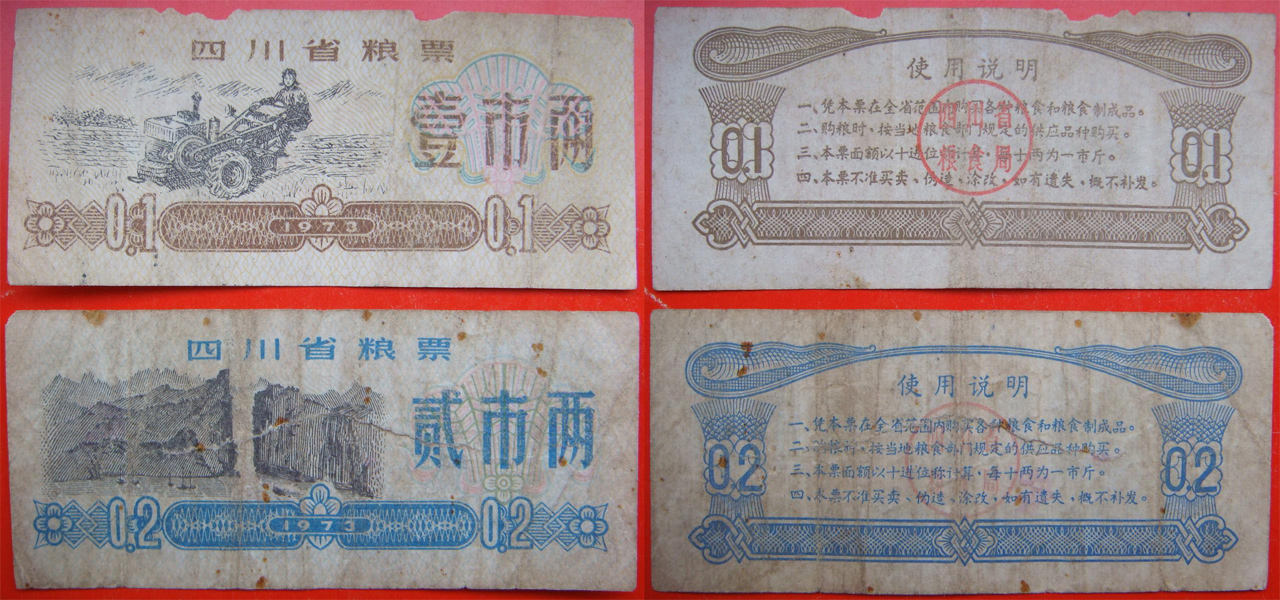 四川省粮票
壹市两
0.1 1973 0.1
使用说明
一、凭本票在全省范围内购买各种粮食和粮食制成品。
二、购粮时，按当地粮食部门规定的供应品种购买。
三、本票面额以十进位称计算，每十两为一市斤。
四、本票不准买卖、伪造、涂改，如有遗失，概不补发。
四川省
粮食局
0.1 0.1
四川省粮票
贰市两
0.2 1973 0.2
使用说明
一、凭本票在全省范围内购买各种粮食和粮食制成品。
二、购粮时，按当地粮食部门规定的供应品种购买。
三、本票面额以十进位称计算，每十两为一市斤。
四、本票不准买卖、伪造、涂改，如有遗失，概不补发。
0.2 0.2